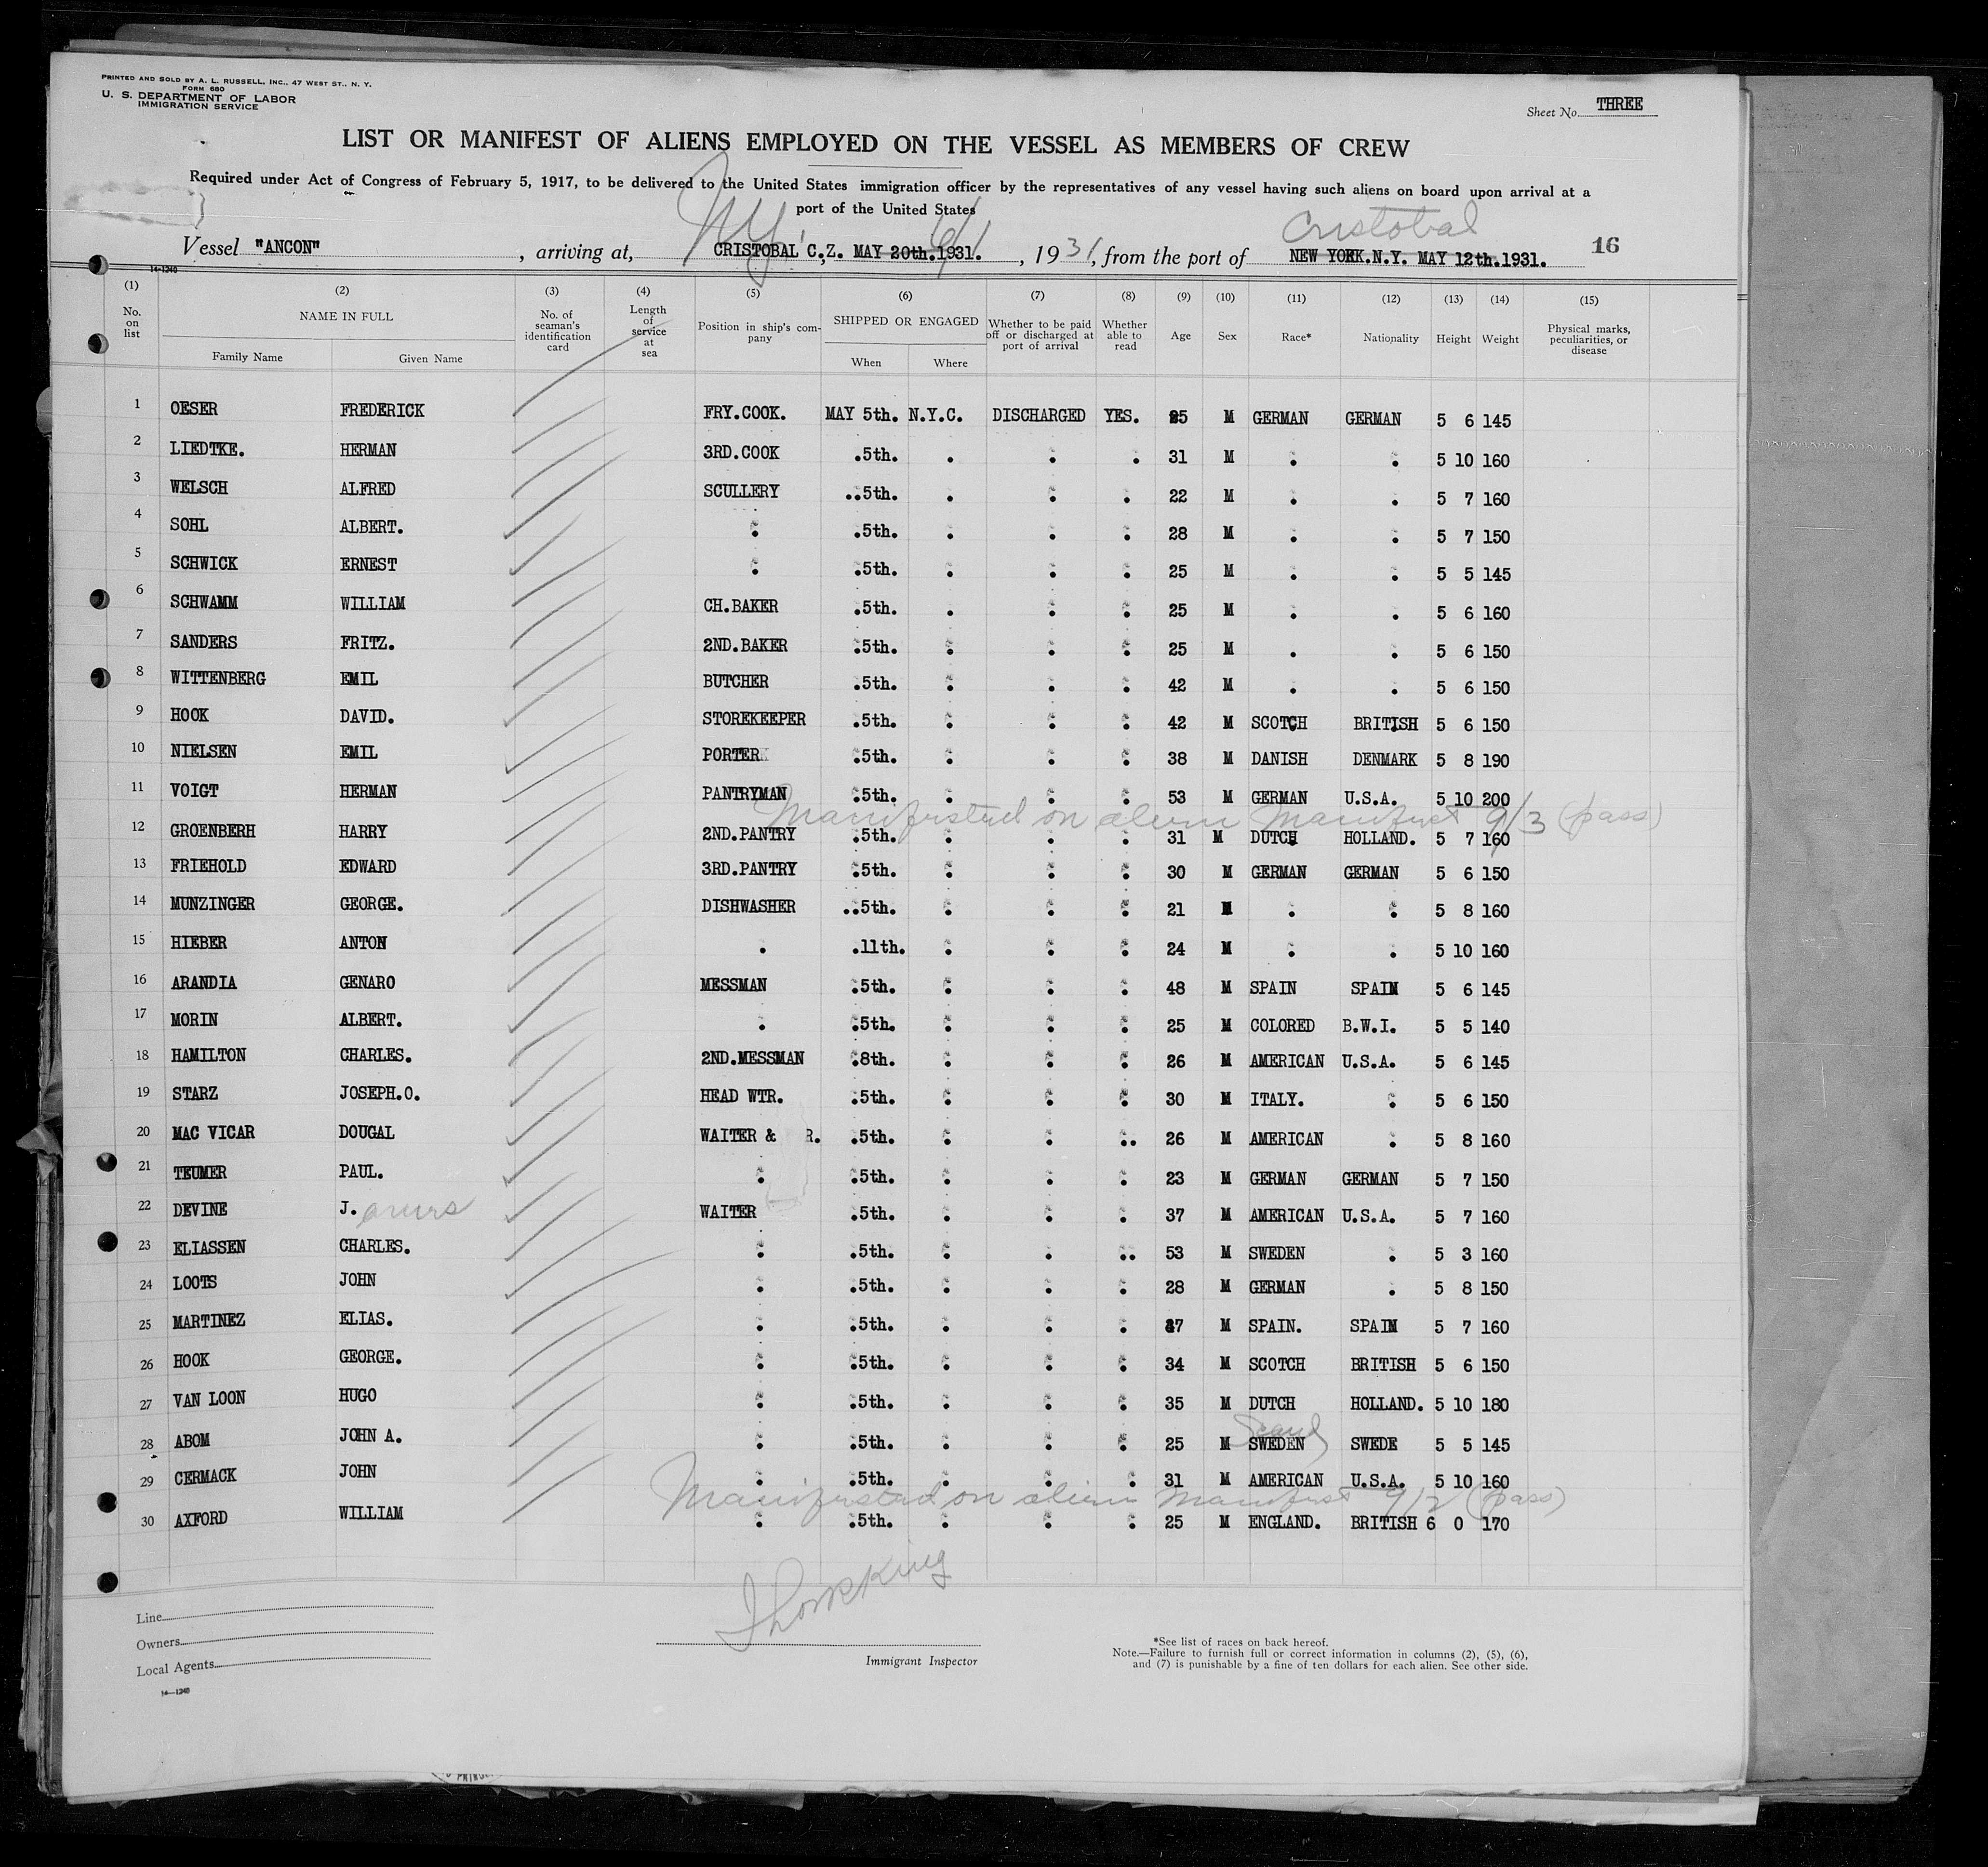 PRINTED AND SOLD BY A. L. RUSSELL, INC., 47 WEST ST., N. Y.
FORM 680
U. S. DEPARTMENT OF LABOR
IMMIGRATION SERVICE
Sheet No. THREE
LIST OR MANIFEST OF ALIENS EMPLOYED ON THE VESSEL AS MEMBERS OF CREW
Required under Act of Congress of February 5, 1917, to be delivered to the United States immigration officer by the representatives of any vessel having such aliens on board upon arrival at a
port of the United States
N.Y. 6/1 Cristobal
Vessel "ANCON" , arriving at, CRISTOBAL C,Z. MAY 20th.1931. , 1931, from the port of NEW YORK.N.Y. MAY 12th.1931. 16
14-1240
(1) (2) (3) (4) (5) (6) (7) (8) (9) (10) (11) (12) (13) (14) (15)
No. on list NAME IN FULL Family Name Given Name No. of seaman's identification card Length of service at sea Position in ship's company SHIPPED OR ENGAGED When Where Whether to be paid off or discharged at port of arrival Whether able to read Age Sex Race* Nationality Height Weight Physical marks, peculiarities, or disease
1 OESER FREDERICK FRY.COOK. MAY 5th. N.Y.C. DISCHARGED YES. 25 M GERMAN GERMAN 5 6 145
2 LIEDTKE. HERMAN 3RD.COOK .5th. . . . 31 M . . 5 10 160
3 WELSCH ALFRED SCULLERY ..5th. . : . 22 M . . 5 7 160
4 SOHL ALBERT. : .5th. . : : 28 M . : 5 7 150
5 SCHWICK ERNEST : .5th. . : : 25 M . : 5 5 145
6 SCHWAMM WILLIAM CH.BAKER .5th. . : : 25 M . . 5 6 160
7 SANDERS FRITZ. 2ND.BAKER :5th. : : : 25 M . . 5 6 150
8 WITTENBERG EMIL BUTCHER .5th. : : : 42 M . . 5 6 150
9 HOOK DAVID. STOREKEEPER .5th. : : : 42 M SCOTCH BRITISH 5 6 150
10 NIELSEN EMIL PORTER :5th. : : : 38 M DANISH DENMARK 5 8 190
11 VOIGT HERMAN PANTRYMAN :5th. : : : 53 M GERMAN U.S.A. 5 10 200
Manifested on alien Manifest 9/3 (pass)
12 GROENBERH HARRY 2ND.PANTRY :5th. : : . 31 M DUTCH HOLLAND. 5 7 160
13 FRIEHOLD EDWARD 3RD.PANTRY :5th. : : : 30 M GERMAN GERMAN 5 6 150
14 MUNZINGER GEORGE. DISHWASHER ..5th. : : : 21 M . : 5 8 160
15 HIEBER ANTON . .11th. : : : 24 M : . 5 10 160
16 ARANDIA GENARO MESSMAN :5th. : : : 48 M SPAIN SPAIN 5 6 145
17 MORIN ALBERT. . :5th. : : : 25 M COLORED B.W.I. 5 5 140
18 HAMILTON CHARLES. 2ND.MESSMAN :8th. : : : 26 M AMERICAN U.S.A. 5 6 145
19 STARZ JOSEPH.O. HEAD WTR. :5th. : : : 30 M ITALY. : 5 6 150
20 MAC VICAR DOUGAL WAITER & R. .5th. : : .. 26 M AMERICAN : 5 8 160
21 TEUMER PAUL. : :5th. : : : 23 M GERMAN GERMAN 5 7 150
22 DEVINE J. WAITER :5th. : : : 37 M AMERICAN U.S.A. 5 7 160
23 ELIASSEN CHARLES. : :5th. : . .. 53 M SWEDEN . 5 3 160
24 LOOTS JOHN : :5th. : : : 28 M GERMAN . 5 8 150
25 MARTINEZ ELIAS. : :5th. : : : 37 M SPAIN. SPAIN 5 7 160
26 HOOK GEORGE. : :5th. : : : 34 M SCOTCH BRITISH 5 6 150
27 VAN LOON HUGO : :5th. : : : 35 M DUTCH HOLLAND. 5 10 180
Scand
28 ABOM JOHN A. : :5th. : : : 25 M SWEDEN SWEDE 5 5 145
29 CERMACK JOHN : .5th. : : : 31 M AMERICAN U.S.A. 5 10 160
Manifested on alien manifest 9/2 (pass)
30 AXFORD WILLIAM : .5th. : : : 25 M ENGLAND. BRITISH 6 0 170
Line
Owners
Local Agents
14—1240
Immigrant Inspector
*See list of races on back hereof.
Note.—Failure to furnish full or correct information in columns (2), (5), (6),
and (7) is punishable by a fine of ten dollars for each alien. See other side.